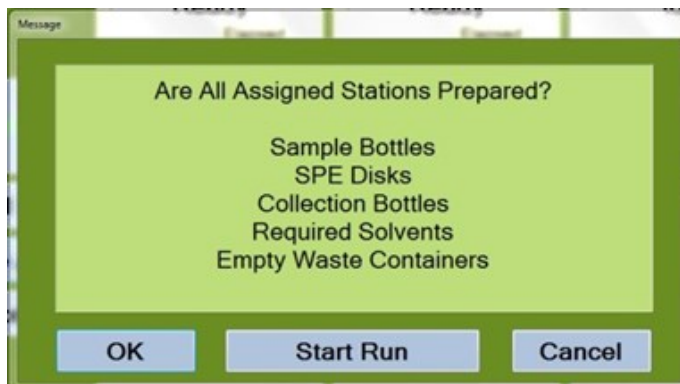 Message
Are All Assigned Stations Prepared?
Sample Bottles
SPE Disks
Collection Bottles
Required Solvents
Empty Waste Containers
OK
Start Run
Cancel